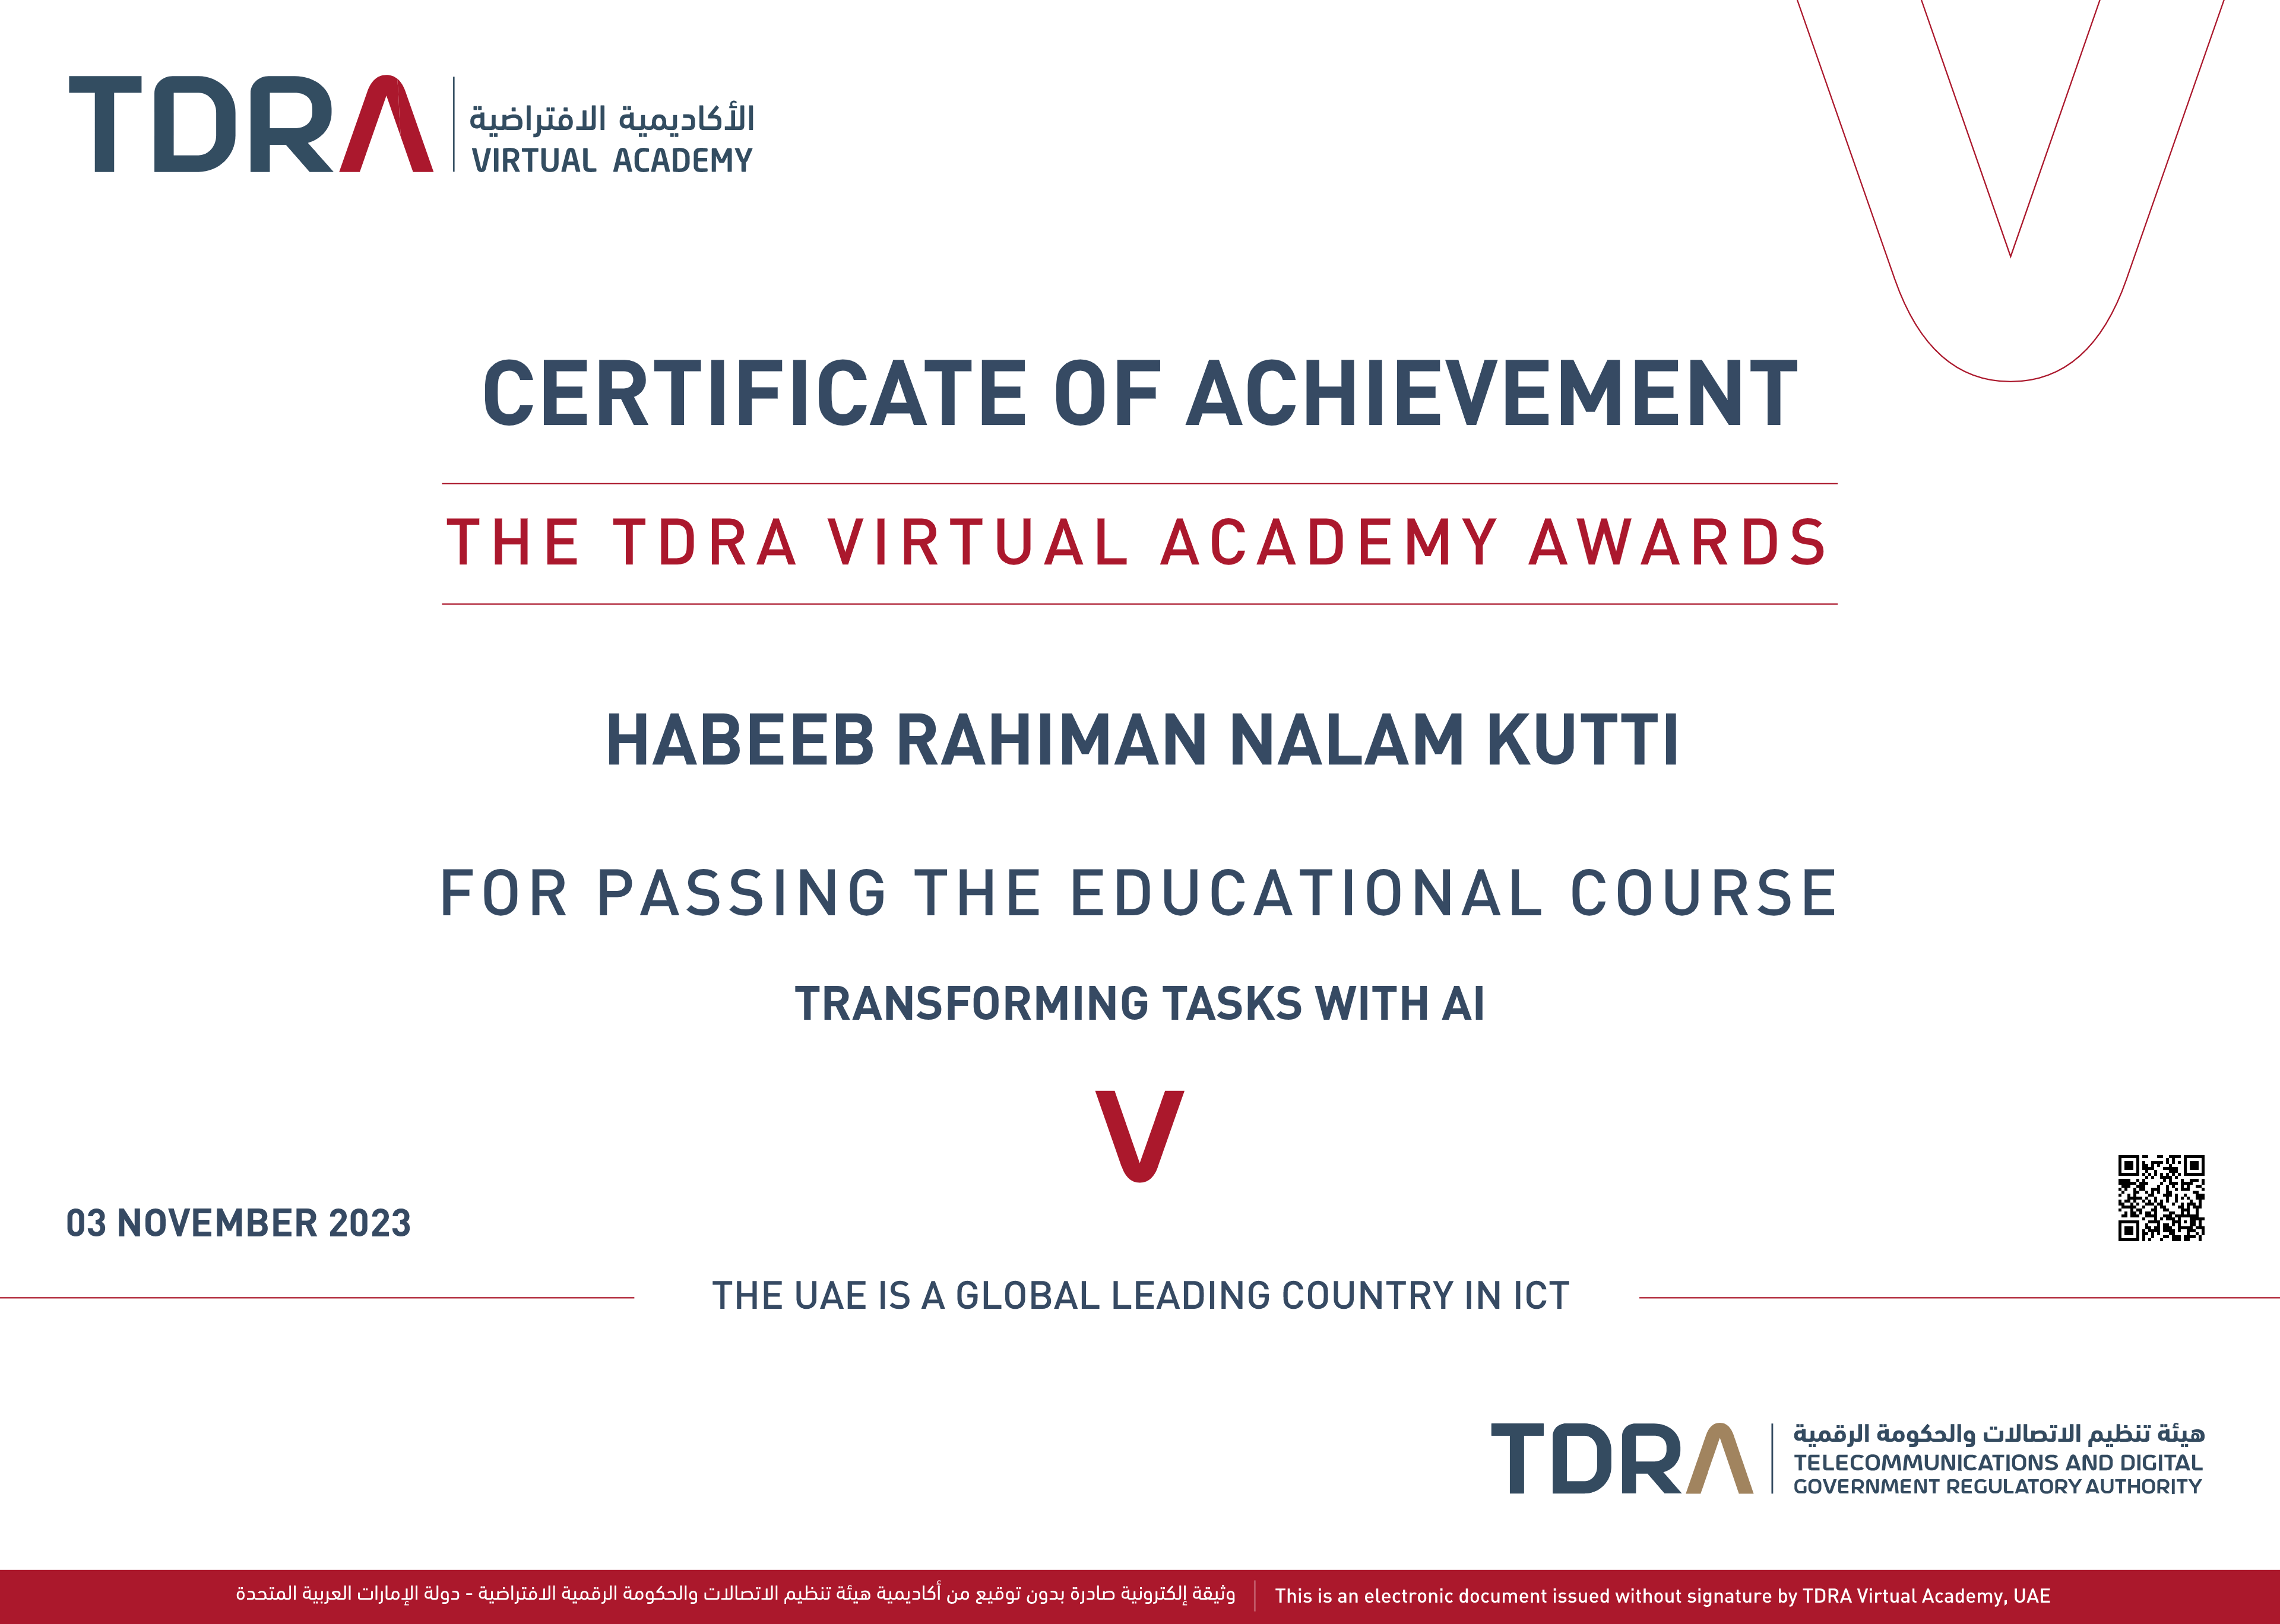 TDRA
الأكاديمية الافتراضية
VIRTUAL ACADEMY
CERTIFICATE OF ACHIEVEMENT
THE TDRA VIRTUAL ACADEMY AWARDS
HABEEB RAHIMAN NALAM KUTTI
FOR PASSING THE EDUCATIONAL COURSE
TRANSFORMING TASKS WITH AI
03 NOVEMBER 2023
THE UAE IS A GLOBAL LEADING COUNTRY IN ICT
TDRA
هيئة تنظيم الاتصالات والحكومة الرقمية
TELECOMMUNICATIONS AND DIGITAL
GOVERNMENT REGULATORY AUTHORITY
وثيقة إلكترونية صادرة بدون توقيع من أكاديمية هيئة تنظيم الاتصالات والحكومة الرقمية الافتراضية - دولة الإمارات العربية المتحدة
This is an electronic document issued without signature by TDRA Virtual Academy, UAE